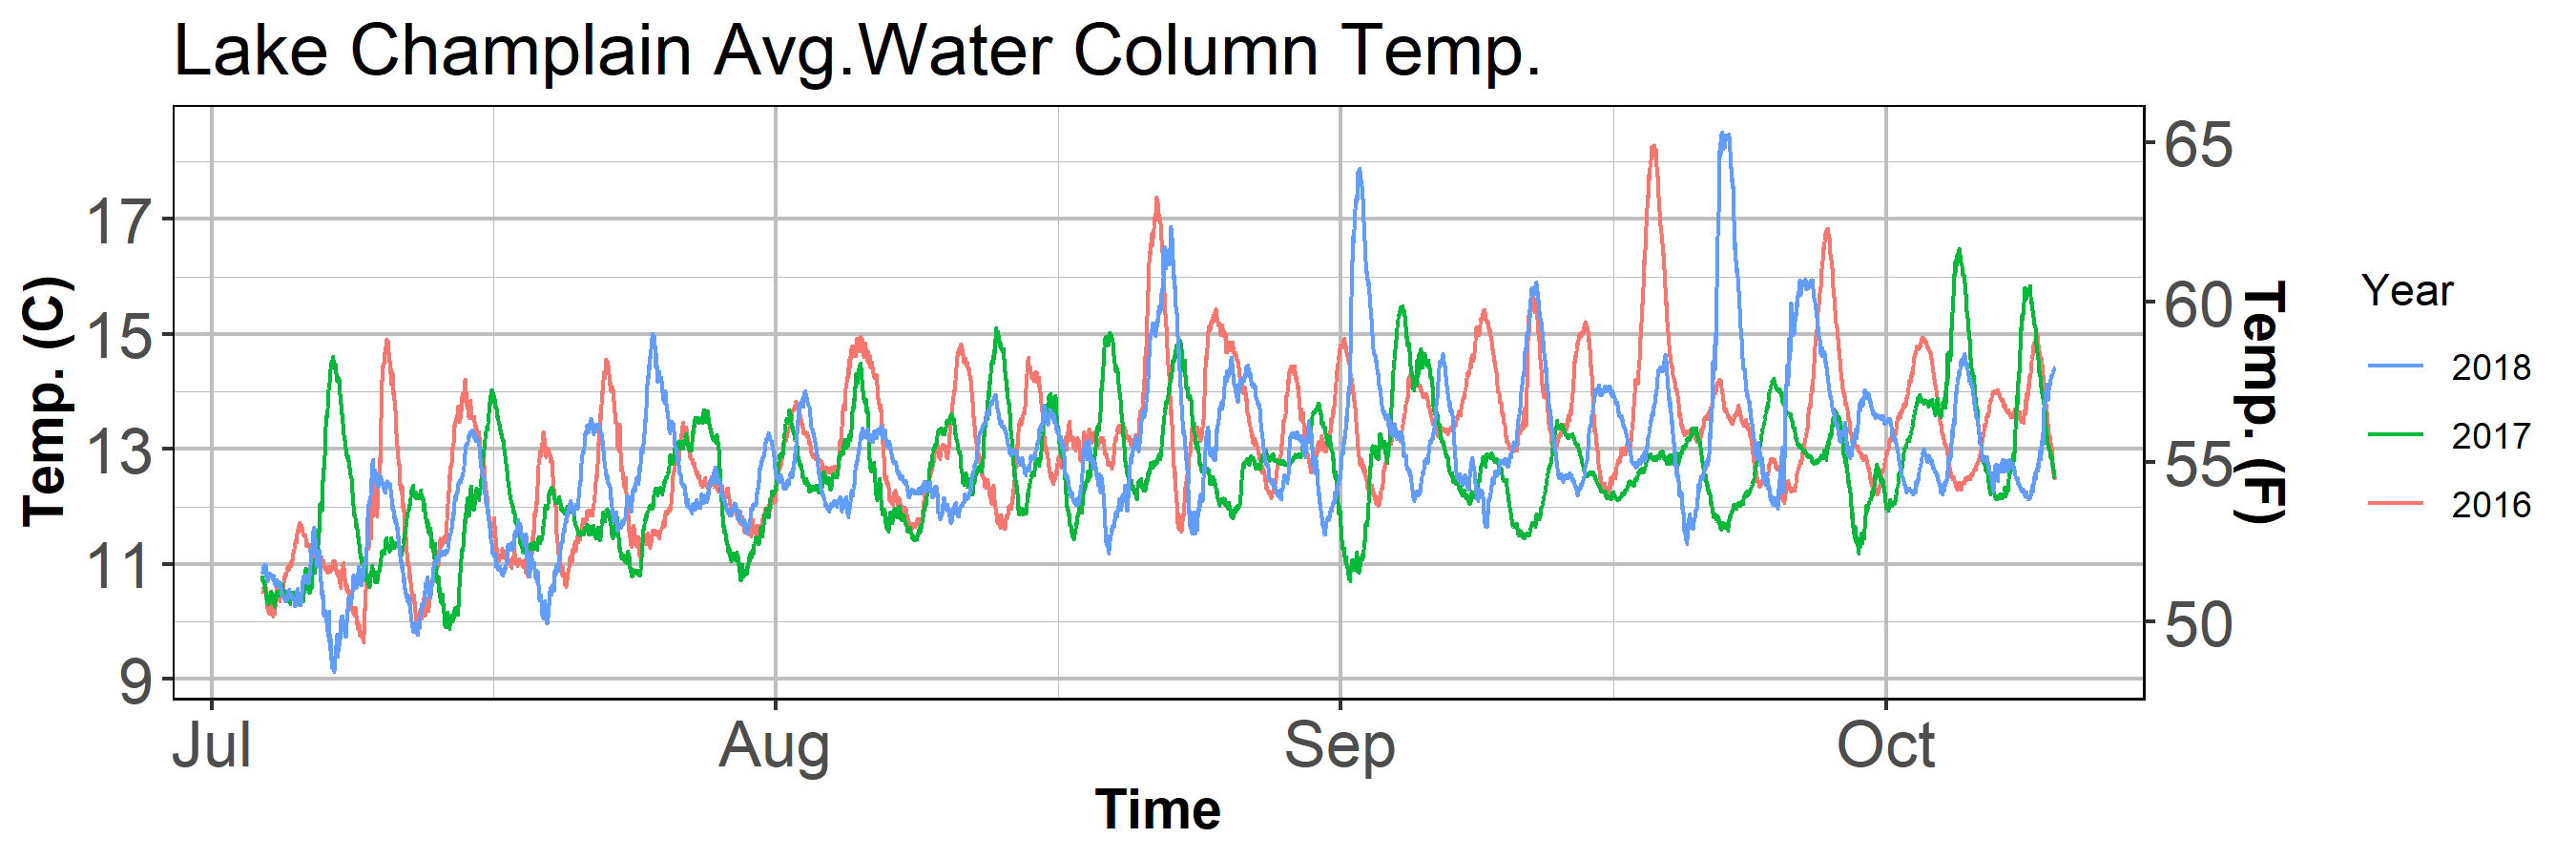 Lake Champlain Avg.Water Column Temp.
Temp. (C)
17
15
13
11
9
65
60
55
50
Temp. (F)
Jul Aug Sep Oct
Time
Year
2018
2017
2016